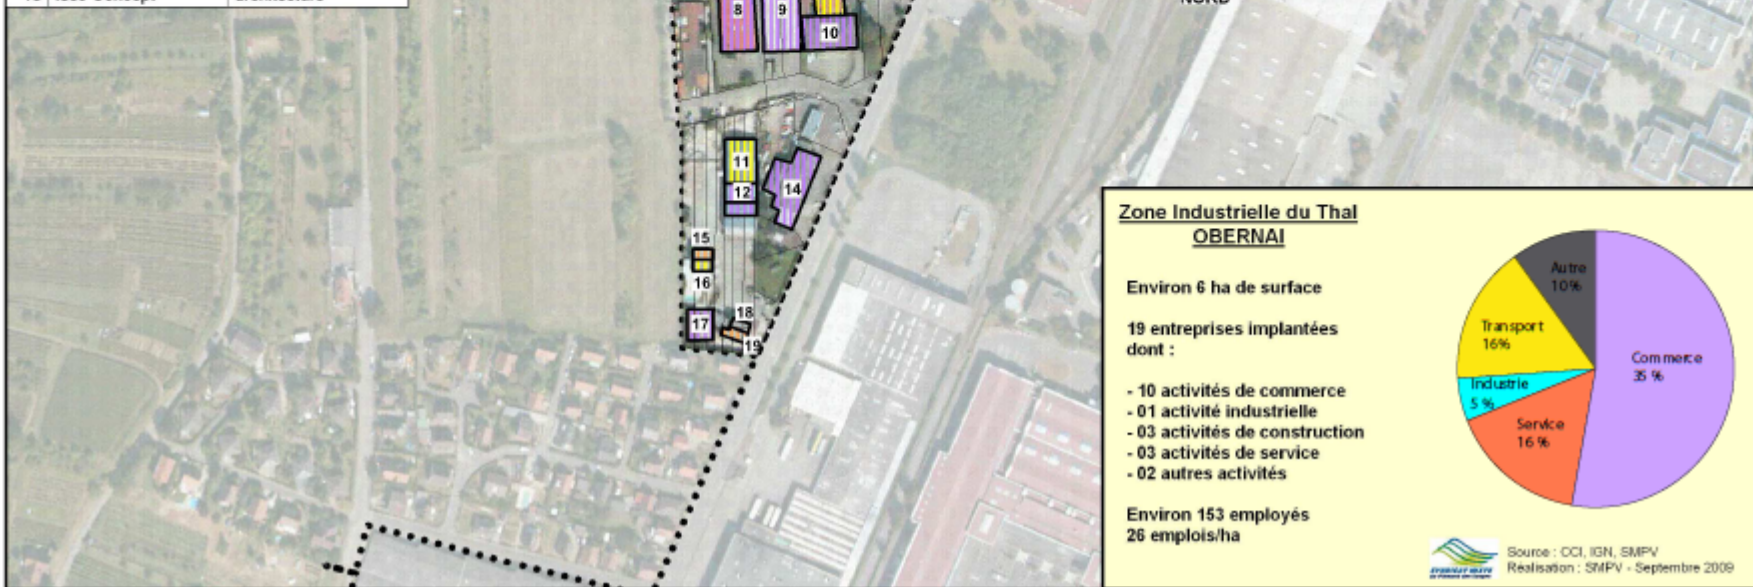 NORD
8
9
10
11
12
14
15
16
17
18
19
Zone Industrielle du Thal
OBERNAI
Environ 6 ha de surface
19 entreprises implantées
dont :
- 10 activités de commerce
- 01 activité industrielle
- 03 activités de construction
- 03 activités de service
- 02 autres activités
Environ 153 employés
26 emplois/ha
Autre
10%
Transport
16%
Commerce
35 %
Industrie
5 %
Service
16 %
Source : CCI, IGN, SMPV
Réalisation : SMPV - Septembre 2009